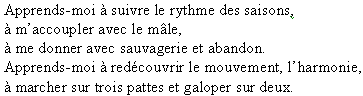 Apprends-moi à suivre le rythme des saisons,
à m’accoupler avec le mâle,
à me donner avec sauvagerie et abandon.
Apprends-moi à redécouvrir le mouvement, l’harmonie,
à marcher sur trois pattes et galoper sur deux.